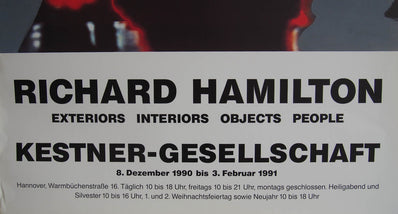 RICHARD HAMILTON
EXTERIORS INTERIORS OBJECTS PEOPLE
KESTNER-GESELLSCHAFT
8. Dezember 1990 bis 3. Februar 1991
Hannover, Warmbüchenstraße 16. Täglich 10 bis 18 Uhr, freitags 10 bis 21 Uhr, montags geschlossen. Heiligabend und
Silvester 10 bis 16 Uhr, 1. und 2. Weihnachtsfeiertag sowie Neujahr 10 bis 18 Uhr